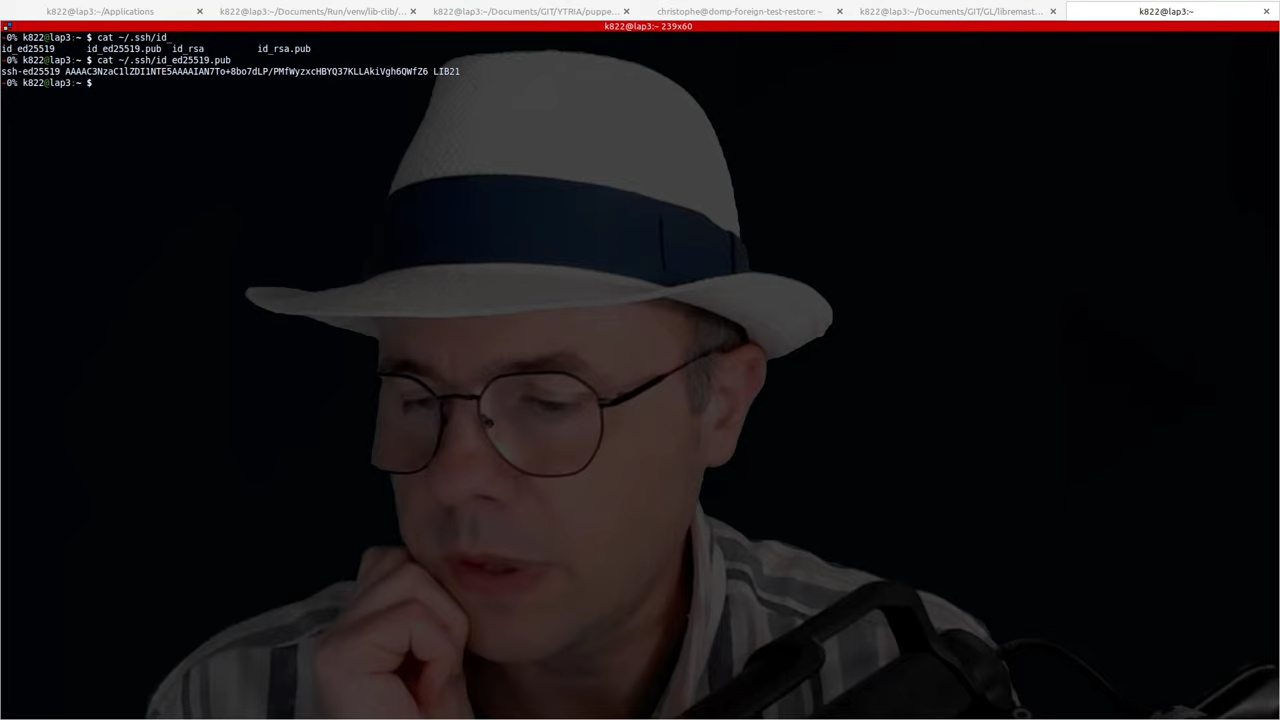 k822@lap3:~/Applications
k822@lap3:~/Documents/Run/venv/lib-clib/...
k822@lap3:~/Documents/GIT/YTRIA/puppe...
christophe@domp-foreign-test-restore: ~
k822@lap3:~/Documents/GIT/GL/libremast...
k822@lap3:~
k822@lap3:~ 239x60
-0% k822@lap3:~ $ cat ~/.ssh/id_
id_ed25519 id_ed25519.pub id_rsa id_rsa.pub
-0% k822@lap3:~ $ cat ~/.ssh/id_ed25519.pub
ssh-ed25519 AAAAC3NzaC1lZDI1NTE5AAAAIAN7To+8bo7dLP/PMfWyzxcHBYQ37KLLAkiVgh6QWfZ6 LIB21
-0% k822@lap3:~ $